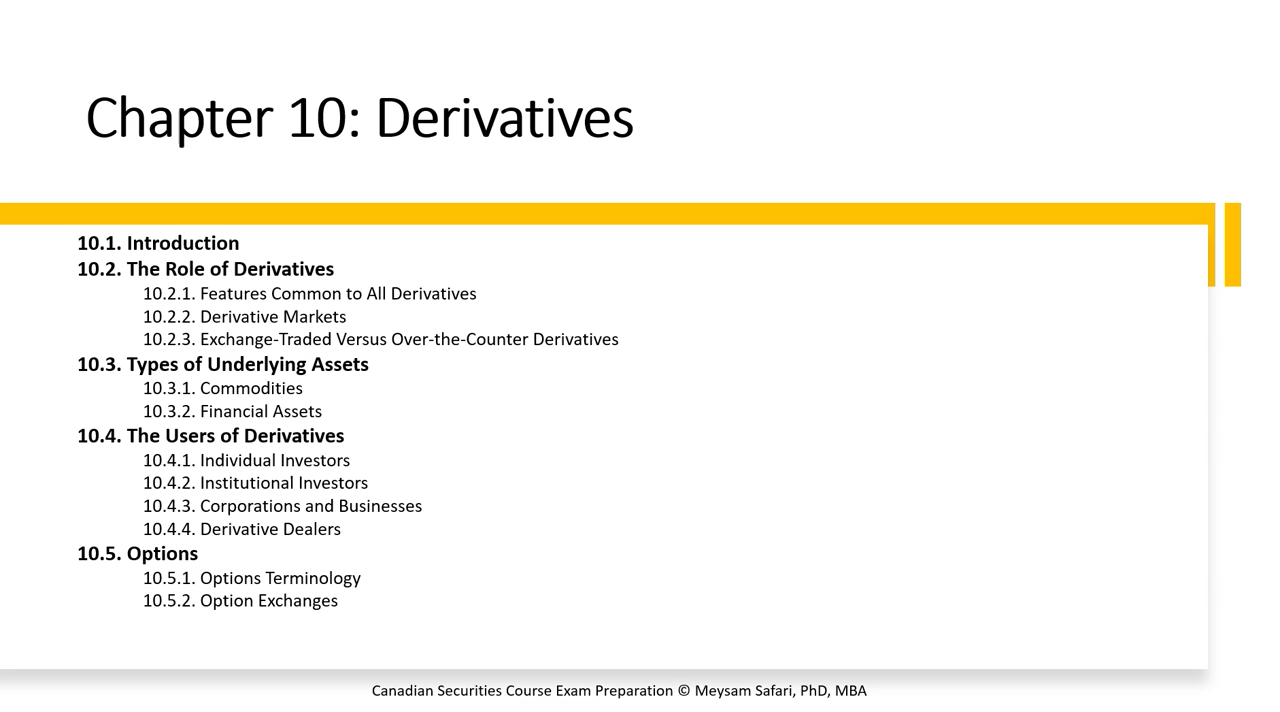 Chapter 10: Derivatives
10.1. Introduction
10.2. The Role of Derivatives
10.2.1. Features Common to All Derivatives
10.2.2. Derivative Markets
10.2.3. Exchange-Traded Versus Over-the-Counter Derivatives
10.3. Types of Underlying Assets
10.3.1. Commodities
10.3.2. Financial Assets
10.4. The Users of Derivatives
10.4.1. Individual Investors
10.4.2. Institutional Investors
10.4.3. Corporations and Businesses
10.4.4. Derivative Dealers
10.5. Options
10.5.1. Options Terminology
10.5.2. Option Exchanges
Canadian Securities Course Exam Preparation © Meysam Safari, PhD, MBA